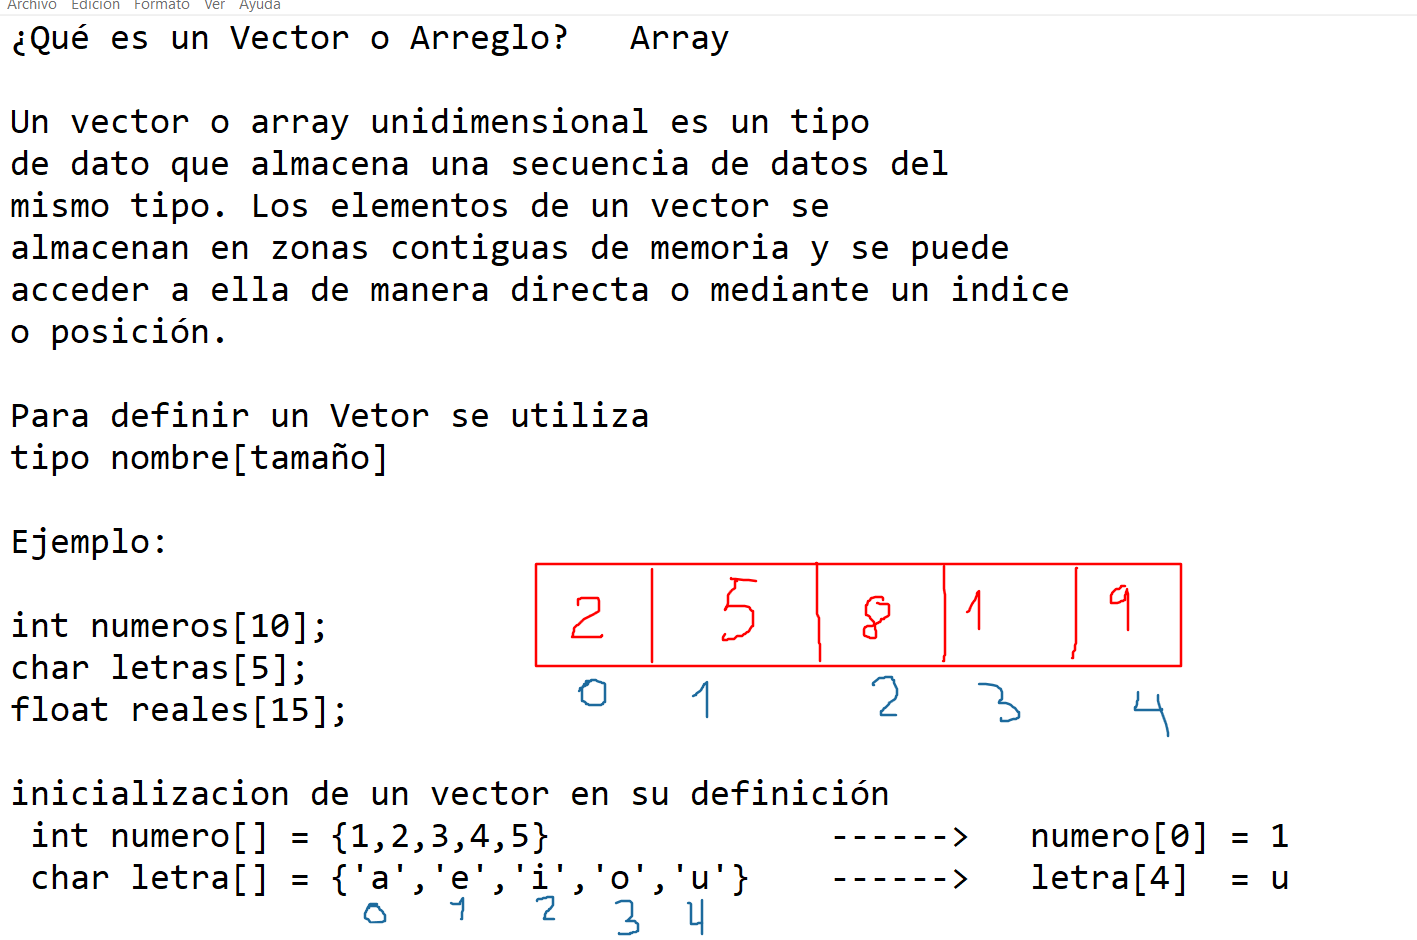 Archivo Edición Formato Ver Ayuda
¿Qué es un Vector o Arreglo? Array
Un vector o array unidimensional es un tipo
de dato que almacena una secuencia de datos del
mismo tipo. Los elementos de un vector se
almacenan en zonas contiguas de memoria y se puede
acceder a ella de manera directa o mediante un indice
o posición.
Para definir un Vetor se utiliza
tipo nombre[tamaño]
Ejemplo:
int numeros[10];
char letras[5];
float reales[15];
2 5 8 1 9
0 1 2 3 4
inicializacion de un vector en su definición
int numero[] = {1,2,3,4,5} ------> numero[0] = 1
char letra[] = {'a','e','i','o','u'} ------> letra[4] = u
0 1 2 3 4